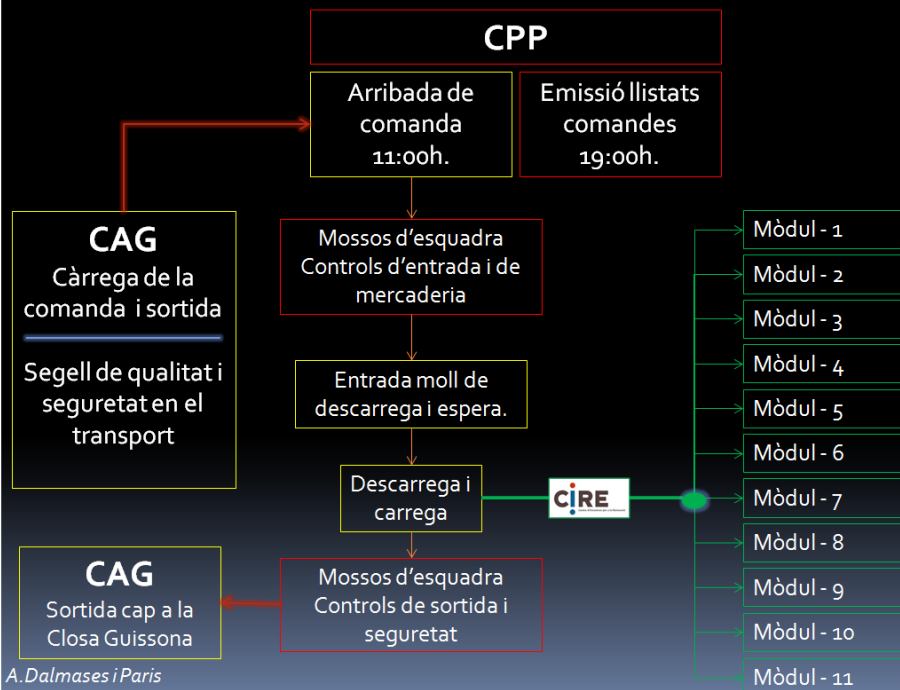 CPP
Arribada de
comanda
11:00h.
Emissió llistats
comandes
19:00h.
CAG
Càrrega de la
comanda i sortida
Segell de qualitat i
seguretat en el
transport
Mossos d'esquadra
Controls d'entrada i de
mercaderia
Entrada moll de
descarrega i espera.
Descarrega i
carrega
CIRE
Mòdul - 1
Mòdul - 2
Mòdul - 3
Mòdul - 4
Mòdul - 5
Mòdul - 6
Mòdul - 7
Mòdul - 8
Mòdul - 9
Mòdul - 10
Mòdul - 11
Mossos d'esquadra
Controls de sortida i
seguretat
CAG
Sortida cap a la
Closa Guissona
A.Dalmases i Paris